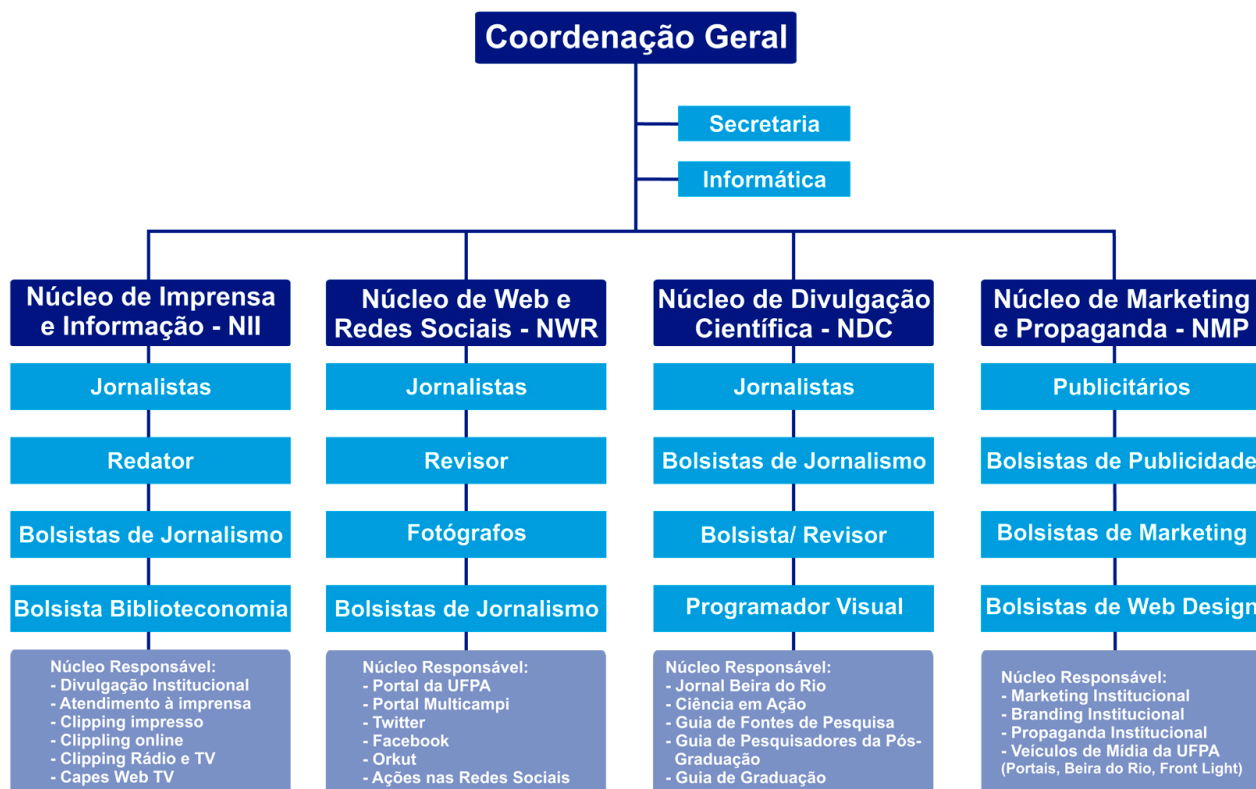 Coordenação Geral
Secretaria
Informática
Núcleo de Imprensa
e Informação - NII
Jornalistas
Redator
Bolsistas de Jornalismo
Bolsista Biblioteconomia
Núcleo Responsável:
- Divulgação Institucional
- Atendimento à imprensa
- Clipping impresso
- Clippling online
- Clipping Rádio e TV
- Capes Web TV
Núcleo de Web e
Redes Sociais - NWR
Jornalistas
Revisor
Fotógrafos
Bolsistas de Jornalismo
Núcleo Responsável:
- Portal da UFPA
- Portal Multicampi
- Twitter
- Facebook
- Orkut
- Ações nas Redes Sociais
Núcleo de Divulgação
Científica - NDC
Jornalistas
Bolsistas de Jornalismo
Bolsista/ Revisor
Programador Visual
Núcleo Responsável:
- Jornal Beira do Rio
- Ciência em Ação
- Guia de Fontes de Pesquisa
- Guia de Pesquisadores da Pós-
Graduação
- Guia de Graduação
Núcleo de Marketing
e Propaganda - NMP
Publicitários
Bolsistas de Publicidade
Bolsistas de Marketing
Bolsistas de Web Design
Núcleo Responsável:
- Marketing Institucional
- Branding Institucional
- Propaganda Institucional
- Veículos de Mídia da UFPA
(Portais, Beira do Rio, Front Light)